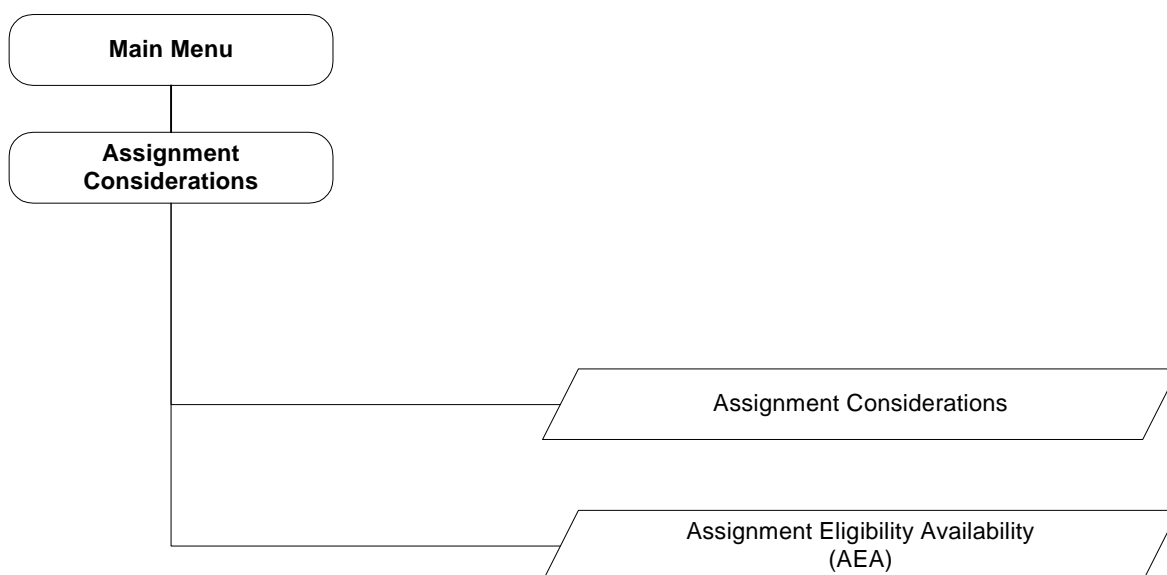 Main Menu
Assignment
Considerations
Assignment Considerations
Assignment Eligibility Availability
(AEA)